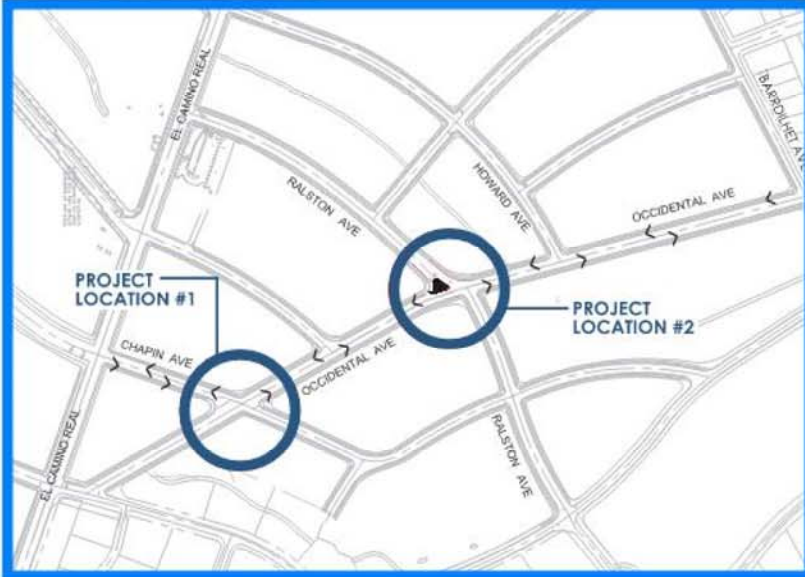 EL CAMINO REAL
BARROILHET AVE
RALSTON AVE
HOWARD AVE
OCCIDENTAL AVE
PROJECT
LOCATION #1
PROJECT
LOCATION #2
CHAPIN AVE
OCCIDENTAL AVE
EL CAMINO REAL
RALSTON AVE